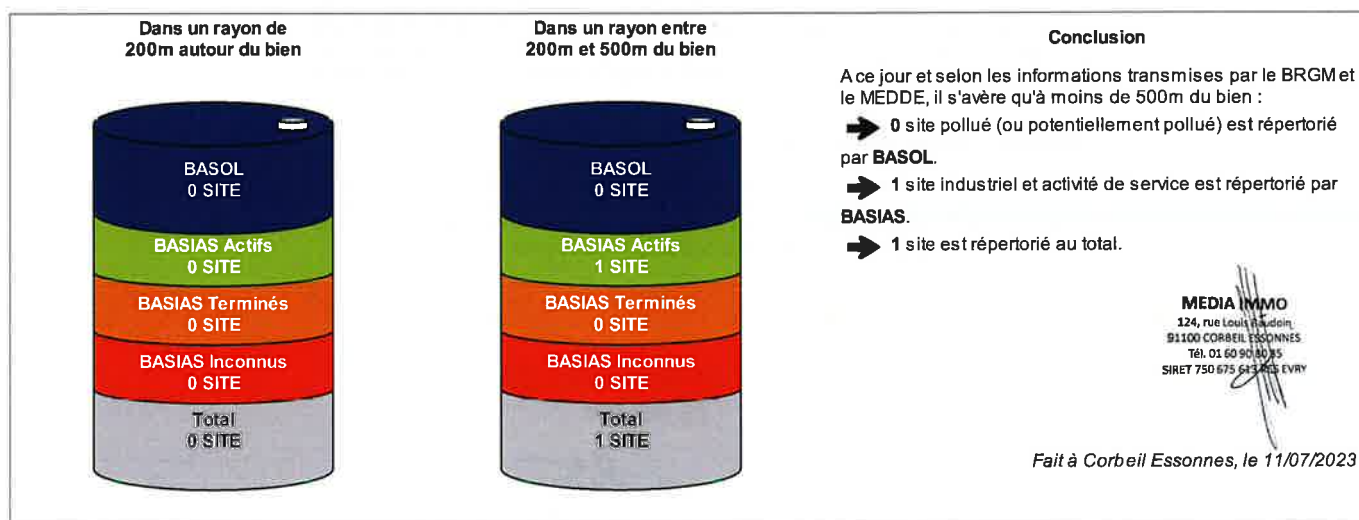 Dans un rayon de
200m autour du bien
BASOL
0 SITE
BASIAS Actifs
0 SITE
BASIAS Terminés
0 SITE
BASIAS Inconnus
0 SITE
Total
0 SITE
Dans un rayon entre
200m et 500m du bien
BASOL
0 SITE
BASIAS Actifs
1 SITE
BASIAS Terminés
0 SITE
BASIAS Inconnus
0 SITE
Total
1 SITE
Conclusion
A ce jour et selon les informations transmises par le BRGM et
le MEDDE, il s'avère qu'à moins de 500m du bien :
0 site pollué (ou potentiellement pollué) est répertorié
par BASOL.
1 site industriel et activité de service est répertorié par
BASIAS.
1 site est répertorié au total.
MEDIA IMMO
124, rue Louis
91100 CORBEIL ESSONNES
Tél. 01 60 90
SIRET 750 675 613 EVRY
Fait à Corbeil Essonnes, le 11/07/2023